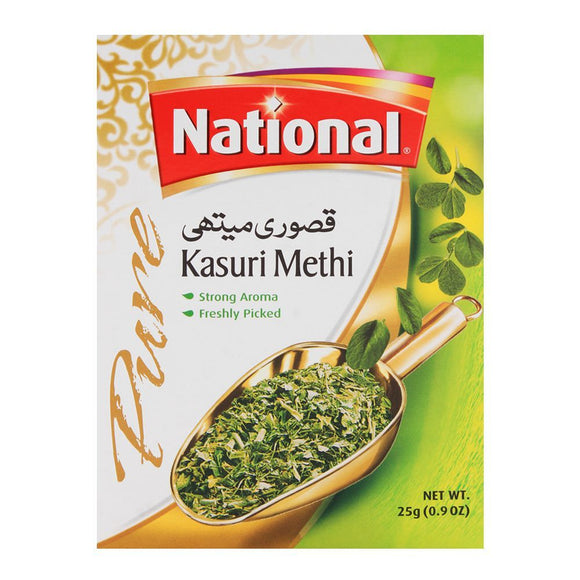 National®
قصوری میتھی
Kasuri Methi
Strong Aroma
Freshly Picked
Pure
NET WT.
25g (0.9 OZ)